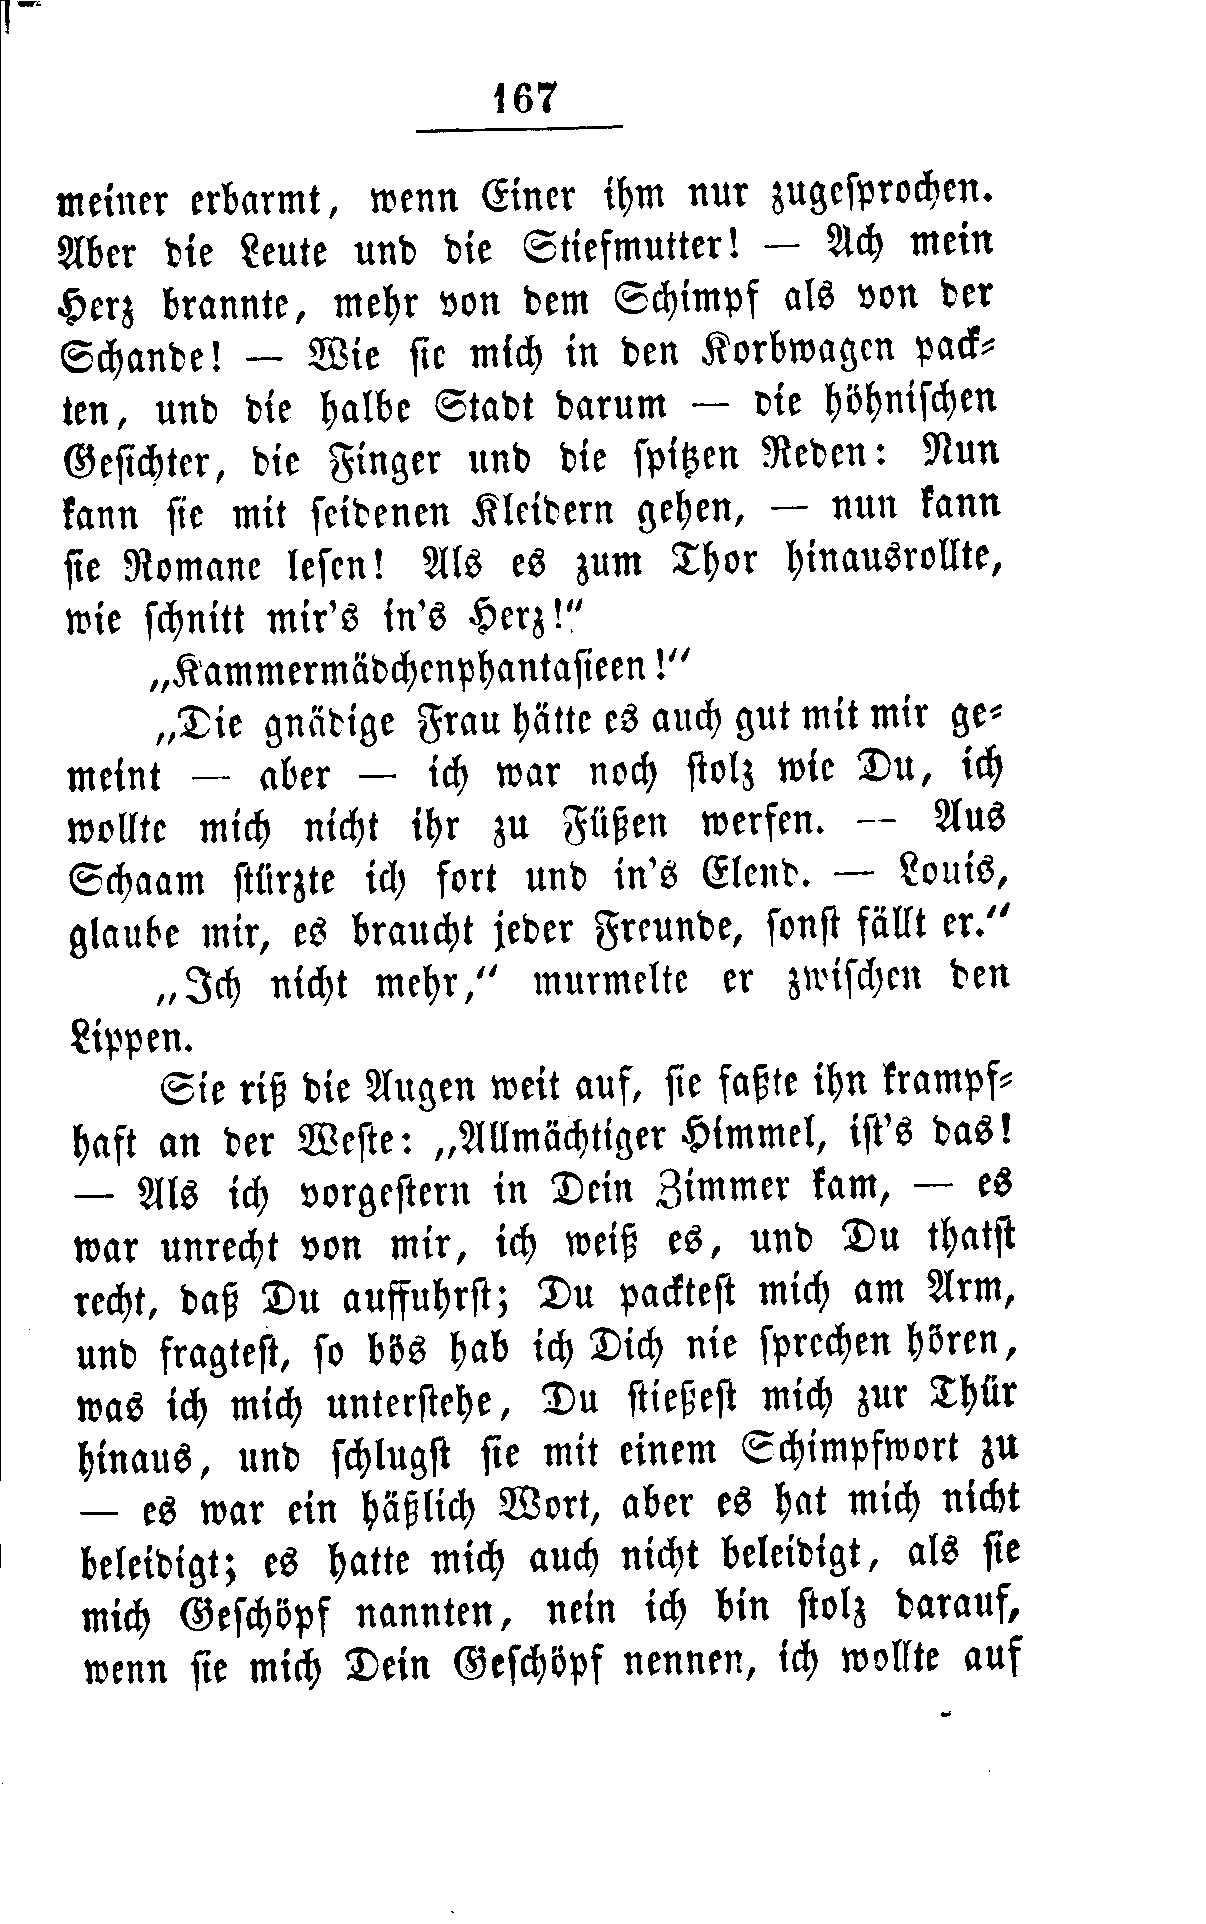 167
meiner erbarmt, wenn Einer ihm nur zugesprochen.
Aber die Leute und die Stiefmutter! — Ach mein
Herz brannte, mehr von dem Schimpf als von der
Schande! — Wie sie mich in den Korbwagen pack-
ten, und die halbe Stadt darum — die höhnischen
Gesichter, die Finger und die spitzen Reden: Nun
kann sie mit seidenen Kleidern gehen, — nun kann
sie Romane lesen! Als es zum Thor hinausrollte,
wie schnitt mir's in's Herz!“
„Kammermädchenphantasieen!“
„Die gnädige Frau hätte es auch gut mit mir ge-
meint — aber — ich war noch stolz wie Du, ich
wollte mich nicht ihr zu Füßen werfen. — Aus
Schaam stürzte ich fort und in's Elend. — Louis,
glaube mir, es braucht jeder Freunde, sonst fällt er.“
„Ich nicht mehr,“ murmelte er zwischen den
Lippen.
Sie riß die Augen weit auf, sie faßte ihn krampf-
haft an der Weste: „Allmächtiger Himmel, ist's das!
— Als ich vorgestern in Dein Zimmer kam, — es
war unrecht von mir, ich weiß es, und Du thatst
recht, daß Du auffuhrst; Du packtest mich am Arm,
und fragtest, so bös hab ich Dich nie sprechen hören,
was ich mich unterstehe, Du stießest mich zur Thür
hinaus, und schlugst sie mit einem Schimpfwort zu
— es war ein häßlich Wort, aber es hat mich nicht
beleidigt; es hatte mich auch nicht beleidigt, als sie
mich Geschöpf nannten, nein ich bin stolz darauf,
wenn sie mich Dein Geschöpf nennen, ich wollte auf